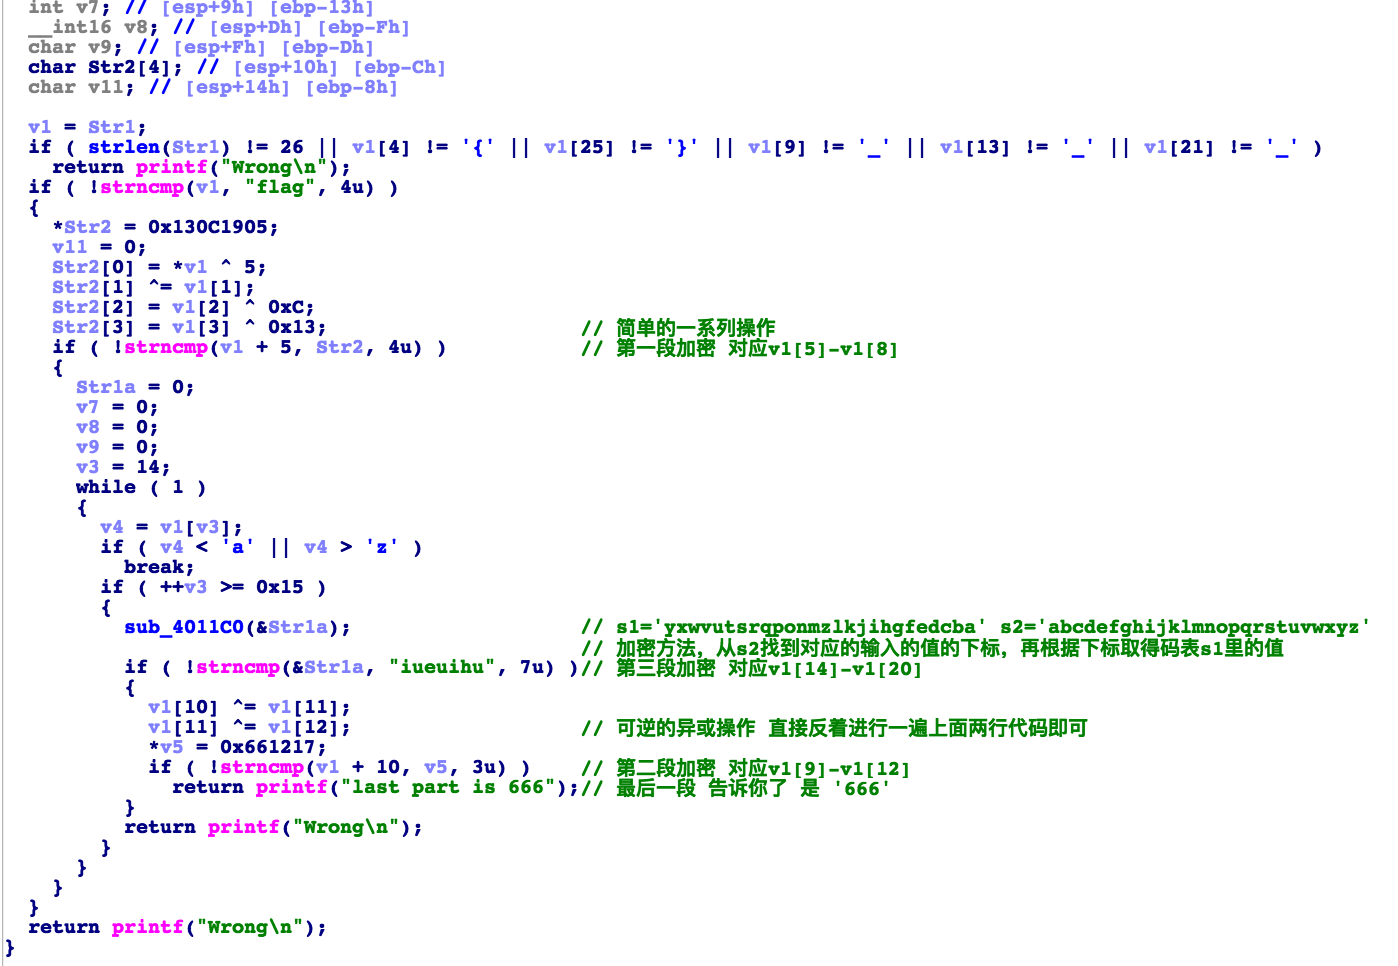 int v7; // [esp+9h] [ebp-13h]
__int16 v8; // [esp+Dh] [ebp-Fh]
char v9; // [esp+Fh] [ebp-Dh]
char Str2[4]; // [esp+10h] [ebp-Ch]
char v11; // [esp+14h] [ebp-8h]
v1 = Str1;
if ( strlen(Str1) != 26 || v1[4] != '{' || v1[25] != '}' || v1[9] != '_' || v1[13] != '_' || v1[21] != '_' )
return printf("Wrong\n");
if ( !strncmp(v1, "flag", 4u) )
{
*Str2 = 0x130C1905;
v11 = 0;
Str2[0] = *v1 ^ 5;
Str2[1] ^= v1[1];
Str2[2] = v1[2] ^ 0xC;
Str2[3] = v1[3] ^ 0x13; // 简单的一系列操作
if ( !strncmp(v1 + 5, Str2, 4u) ) // 第一段加密 对应v1[5]-v1[8]
{
Str1a = 0;
v7 = 0;
v8 = 0;
v9 = 0;
v3 = 14;
while ( 1 )
{
v4 = v1[v3];
if ( v4 < 'a' || v4 > 'z' )
break;
if ( ++v3 >= 0x15 )
{
sub_4011C0(&Str1a); // s1='yxwvutsrqponmzlkjihgfedcba' s2='abcdefghijklmnopqrstuvwxyz'
// 加密方法，从s2找到对应的输入的值的下标，再根据下标取得码表s1里的值
if ( !strncmp(&Str1a, "iueuihu", 7u) )// 第三段加密 对应v1[14]-v1[20]
{
v1[10] ^= v1[11];
v1[11] ^= v1[12]; // 可逆的异或操作 直接反着进行一遍上面两行代码即可
*v5 = 0x661217;
if ( !strncmp(v1 + 10, v5, 3u) ) // 第二段加密 对应v1[9]-v1[12]
return printf("last part is 666");// 最后一段 告诉你了 是 '666'
}
return printf("Wrong\n");
}
}
}
}
return printf("Wrong\n");
}